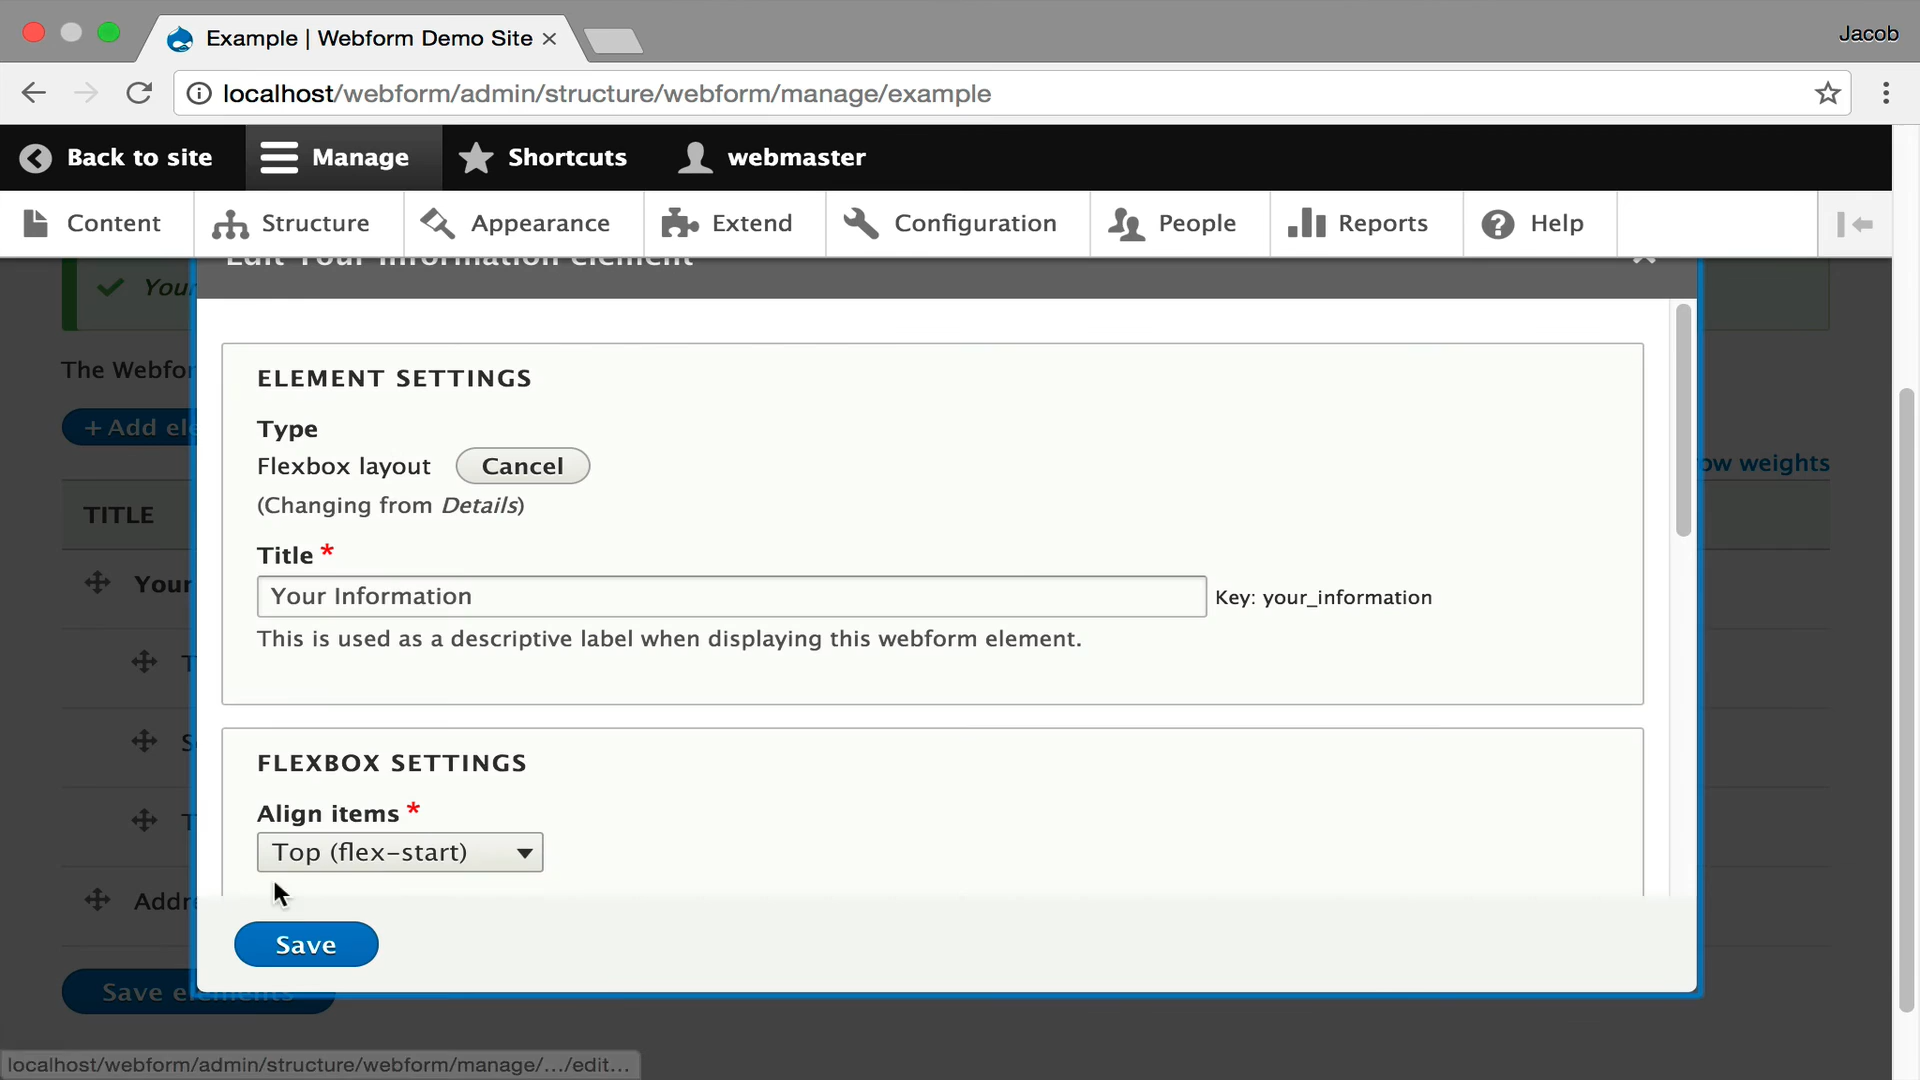 Example | Webform Demo Site
Jacob
localhost/webform/admin/structure/webform/manage/example
Back to site
Manage
Shortcuts
webmaster
Content
Structure
Appearance
Extend
Configuration
People
Reports
Help
Edit Your Information element
Your
The Webfor
+ Add ele
ow weights
TITLE
Your
T
S
T
Addre
Save elements
ELEMENT SETTINGS
Type
Flexbox layout Cancel
(Changing from Details)
Title *
Your Information Key: your_information
This is used as a descriptive label when displaying this webform element.
FLEXBOX SETTINGS
Align items *
Top (flex-start)
Save
localhost/webform/admin/structure/webform/manage/.../edit...